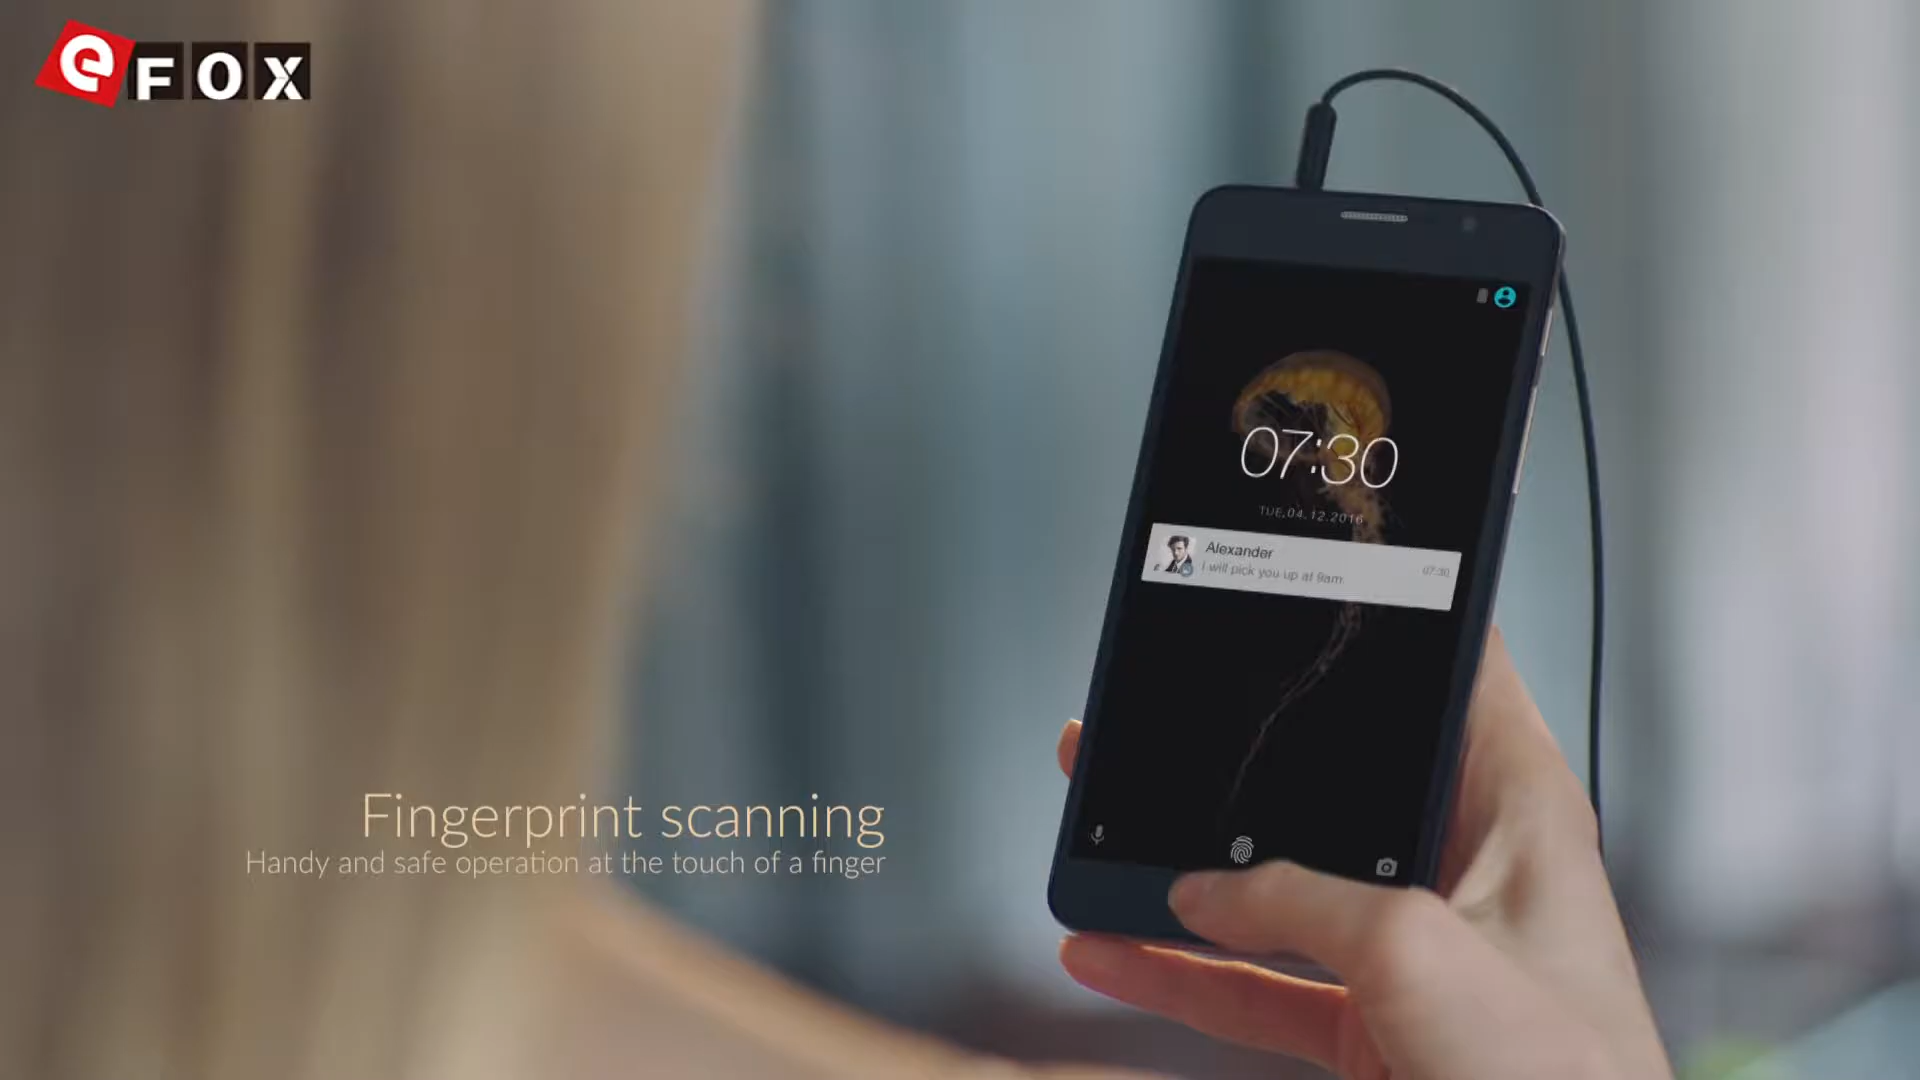 eFOX
07:30
TUE,04.12.2016
Alexander
I will pick you up at 9am.
07:30
Fingerprint scanning
Handy and safe operation at the touch of a finger